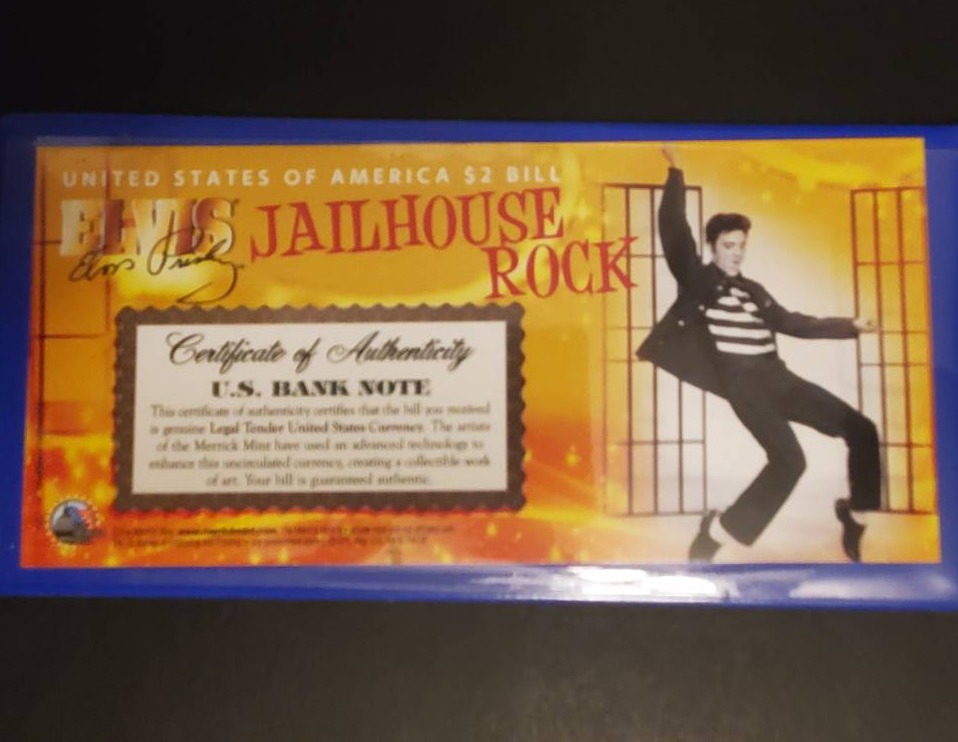 UNITED STATES OF AMERICA $2 BILL
ELVIS JAILHOUSE
Elvis Presley
ROCK
Certificate of Authenticity
U.S. BANK NOTE
This certificate of authenticity certifies that the bill you received
is genuine Legal Tender United States Currency. The artists
of the Merrick Mint have used an advanced technology to
enhance this uncirculated currency, creating a collectible work
of art. Your bill is guaranteed authentic.